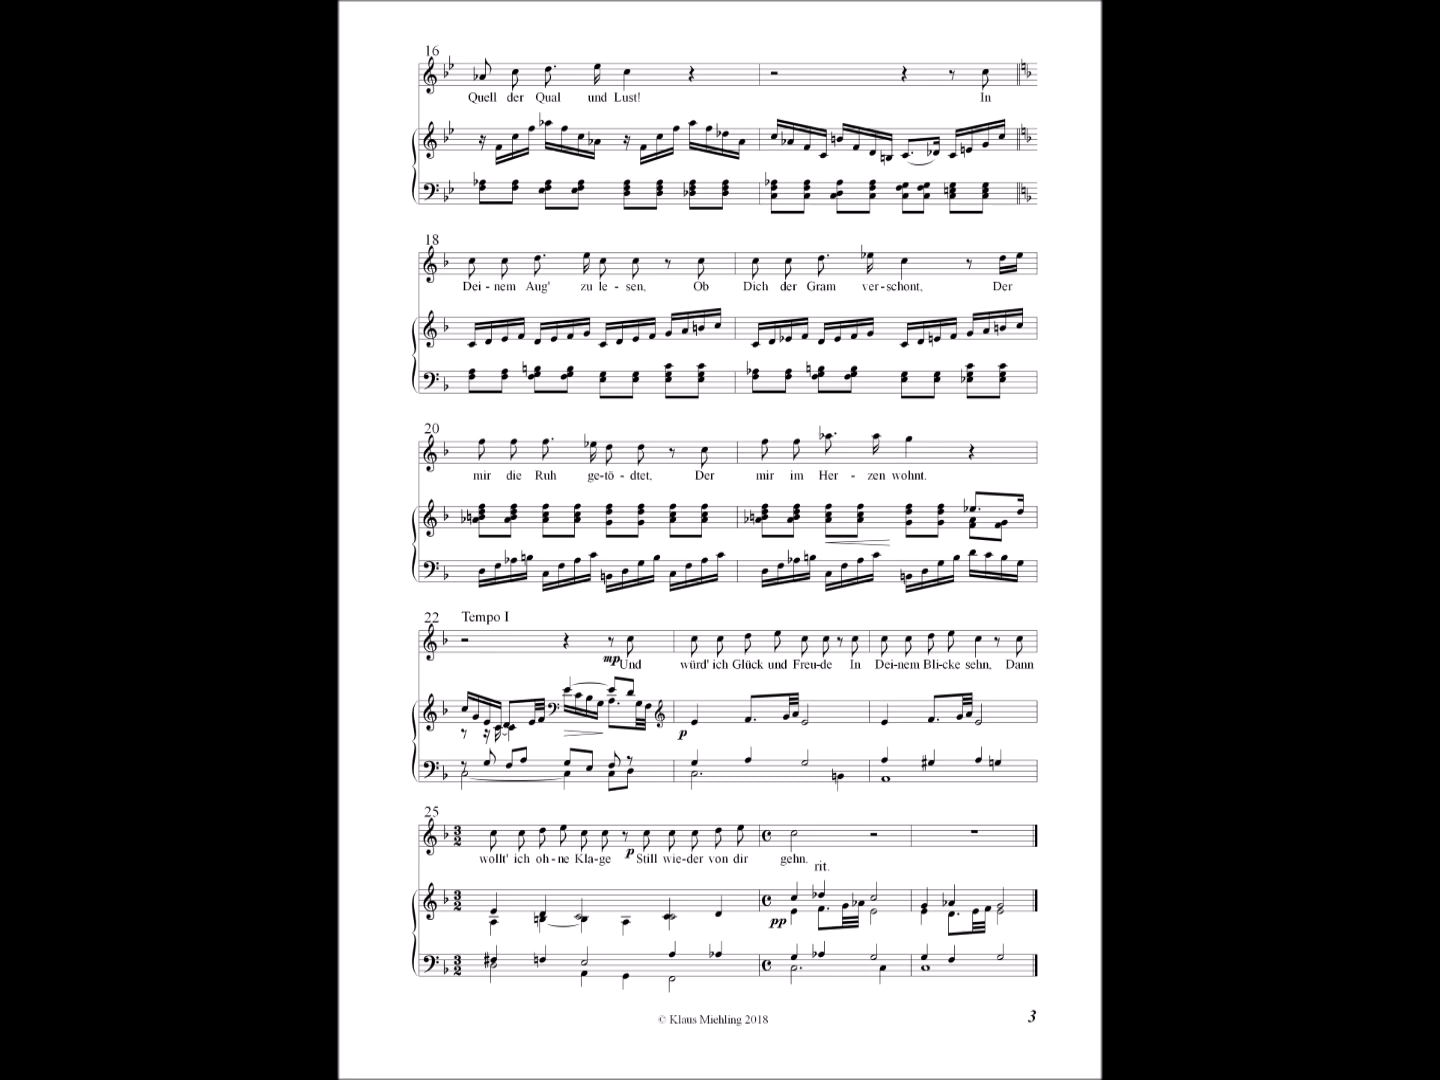 16
Quell der Qual und Lust! In
18
Dei - nem Aug' zu le - sen, Ob Dich der Gram ver - schont, Der
20
mir die Ruh ge - tö - dtet, Der mir im Her - zen wohnt.
22 Tempo I
mp Und würd' ich Glück und Freu - de In Dei - nem Bli - cke sehn, Dann
p
25
wollt' ich oh - ne Kla - ge p Still wie - der von dir gehn.
rit.
pp
© Klaus Miehling 2018
3